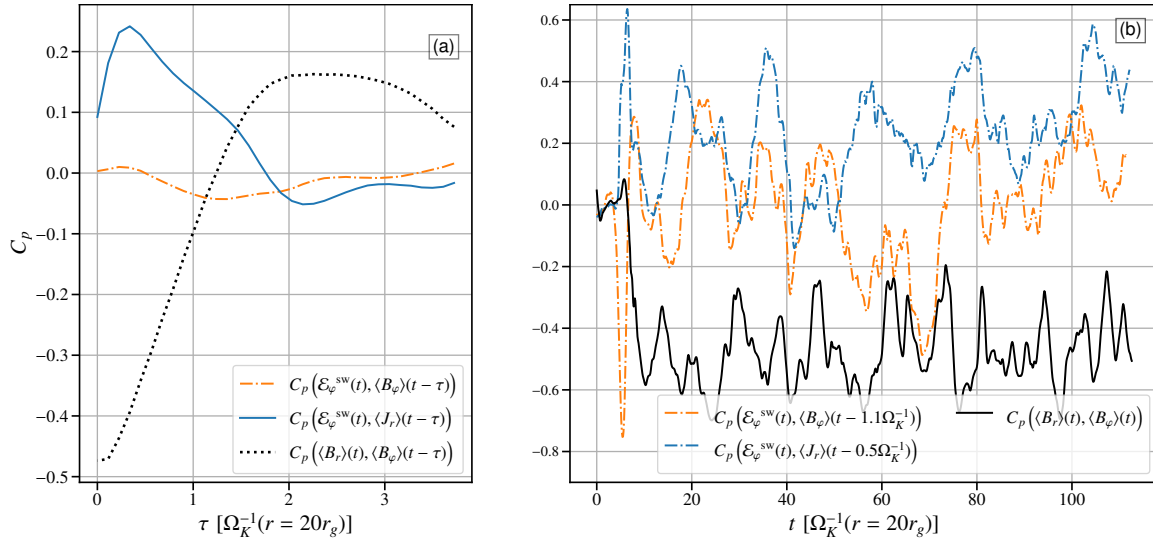 (a)
0.2
0.1
0.0
−0.1
−0.2
−0.3
−0.4
−0.5
C_p
0 1 2 3 4
τ [Ω_K^{-1}(r = 20r_g)]
C_p(ℰ_φ^{sw}(t), ⟨B_φ⟩(t − τ))
C_p(ℰ_φ^{sw}(t), ⟨J_r⟩(t − τ))
C_p(⟨B_r⟩(t), ⟨B_φ⟩(t − τ))
(b)
0.6
0.4
0.2
0.0
−0.2
−0.4
−0.6
−0.8
0 20 40 60 80 100
t [Ω_K^{-1}(r = 20r_g)]
C_p(ℰ_φ^{sw}(t), ⟨B_φ⟩(t − 1.1Ω_K^{-1}))
C_p(ℰ_φ^{sw}(t), ⟨J_r⟩(t − 0.5Ω_K^{-1}))
C_p(⟨B_r⟩(t), ⟨B_φ⟩(t))